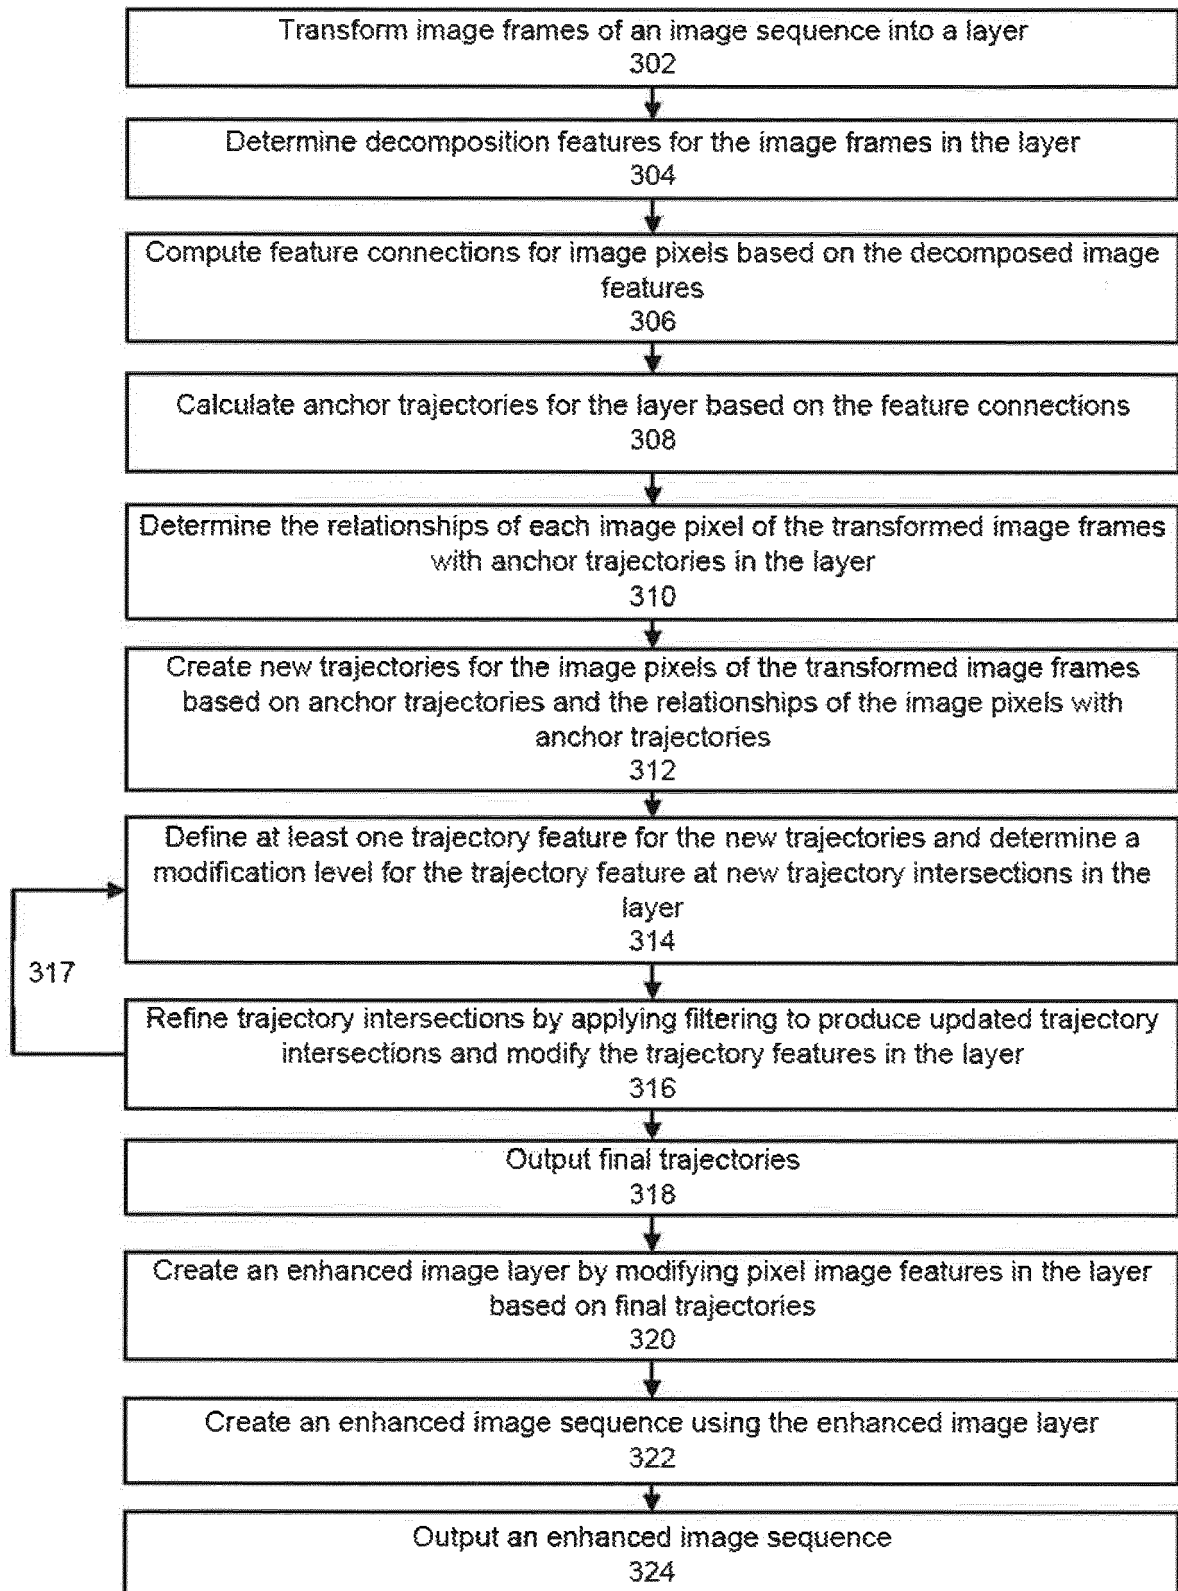 Transform image frames of an image sequence into a layer
302
Determine decomposition features for the image frames in the layer
304
Compute feature connections for image pixels based on the decomposed image
features
306
Calculate anchor trajectories for the layer based on the feature connections
308
Determine the relationships of each image pixel of the transformed image frames
with anchor trajectories in the layer
310
Create new trajectories for the image pixels of the transformed image frames
based on anchor trajectories and the relationships of the image pixels with
anchor trajectories
312
Define at least one trajectory feature for the new trajectories and determine a
modification level for the trajectory feature at new trajectory intersections in the
layer
314
317
Refine trajectory intersections by applying filtering to produce updated trajectory
intersections and modify the trajectory features in the layer
316
Output final trajectories
318
Create an enhanced image layer by modifying pixel image features in the layer
based on final trajectories
320
Create an enhanced image sequence using the enhanced image layer
322
Output an enhanced image sequence
324